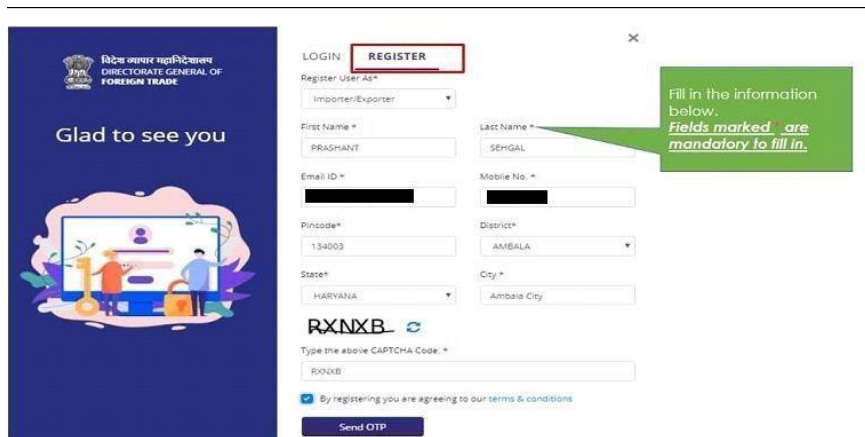 विदेश व्यापार महानिदेशालय
DIRECTORATE GENERAL OF
FOREIGN TRADE
Glad to see you
LOGIN REGISTER
Register User As*
Importer/Exporter
First Name *
Last Name *
PRASHANT
SEHGAL
Email ID *
Mobile No. *
Pincode*
District*
134003
AMBALA
State*
City *
HARYANA
Ambala City
RXNXB
Type the above CAPTCHA Code. *
RXNXB
By registering you are agreeing to our terms & conditions
Send OTP
Fill in the information
below.
Fields marked * are
mandatory to fill in.